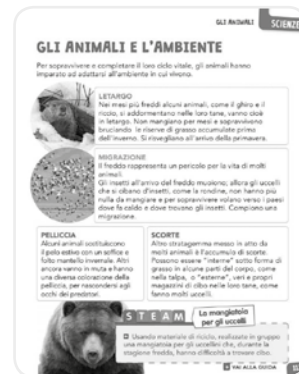 GLI ANIMALI
SCIENZE
GLI ANIMALI E L'AMBIENTE
Per sopravvivere e completare il loro ciclo vitale, gli animali hanno
imparato ad adattarsi all'ambiente in cui vivono.
LETARGO
Nei mesi più freddi alcuni animali, come il ghiro e il
riccio, si addormentano nelle loro tane, vanno cioè
in letargo. Non mangiano per mesi e sopravvivono
bruciando le riserve di grasso accumulate prima
dell'inverno. Si risvegliano all'arrivo della primavera.
MIGRAZIONE
Il freddo rappresenta un pericolo per la vita di molti
animali.
Gli insetti all'arrivo del freddo muoiono; allora gli uccelli
che si cibano d'insetti, come le rondine, non hanno più
nulla da mangiare e per sopravvivere volano verso i paesi
dove fa caldo e dove trovano gli insetti. Compiono una
migrazione.
PELLICCIA
Alcuni animali sostituiscono
il pelo estivo con un soffice e
folto mantello invernale. Altri
ancora vanno in muta e hanno
una diversa colorazione della
pelliccia, per nascondersi agli
occhi dei predatori.
SCORTE
Altro stratagemma messo in atto da
molti animali è l'accumulo di scorte.
Possono essere "interne" sotto forma di
grasso in alcune parti del corpo, come
nella talpa, o "esterne", veri e propri
magazzini di cibo nelle loro tane, come
fanno molti uccelli.
STEAM
La mangiatoia
per gli uccelli
Usando materiale di riciclo, realizzate in gruppo
una mangiatoia per gli uccellini che, durante la
stagione fredda, hanno difficoltà a trovare cibo.
VAI ALLA GUIDA